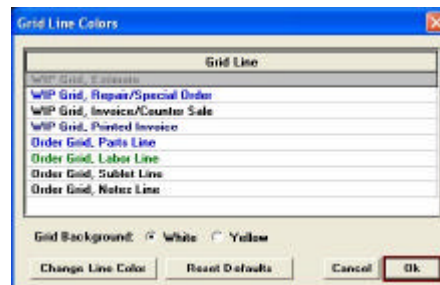 Grid Line Colors
Grid Line
WIP Grid, Estimate
WIP Grid, Repair/Special Order
WIP Grid, Invoice/Counter Sale
WIP Grid, Printed Invoice
Order Grid, Parts Line
Order Grid, Labor Line
Order Grid, Sublet Line
Order Grid, Notes Line
Grid Background: White Yellow
Change Line Color Reset Defaults Cancel Ok